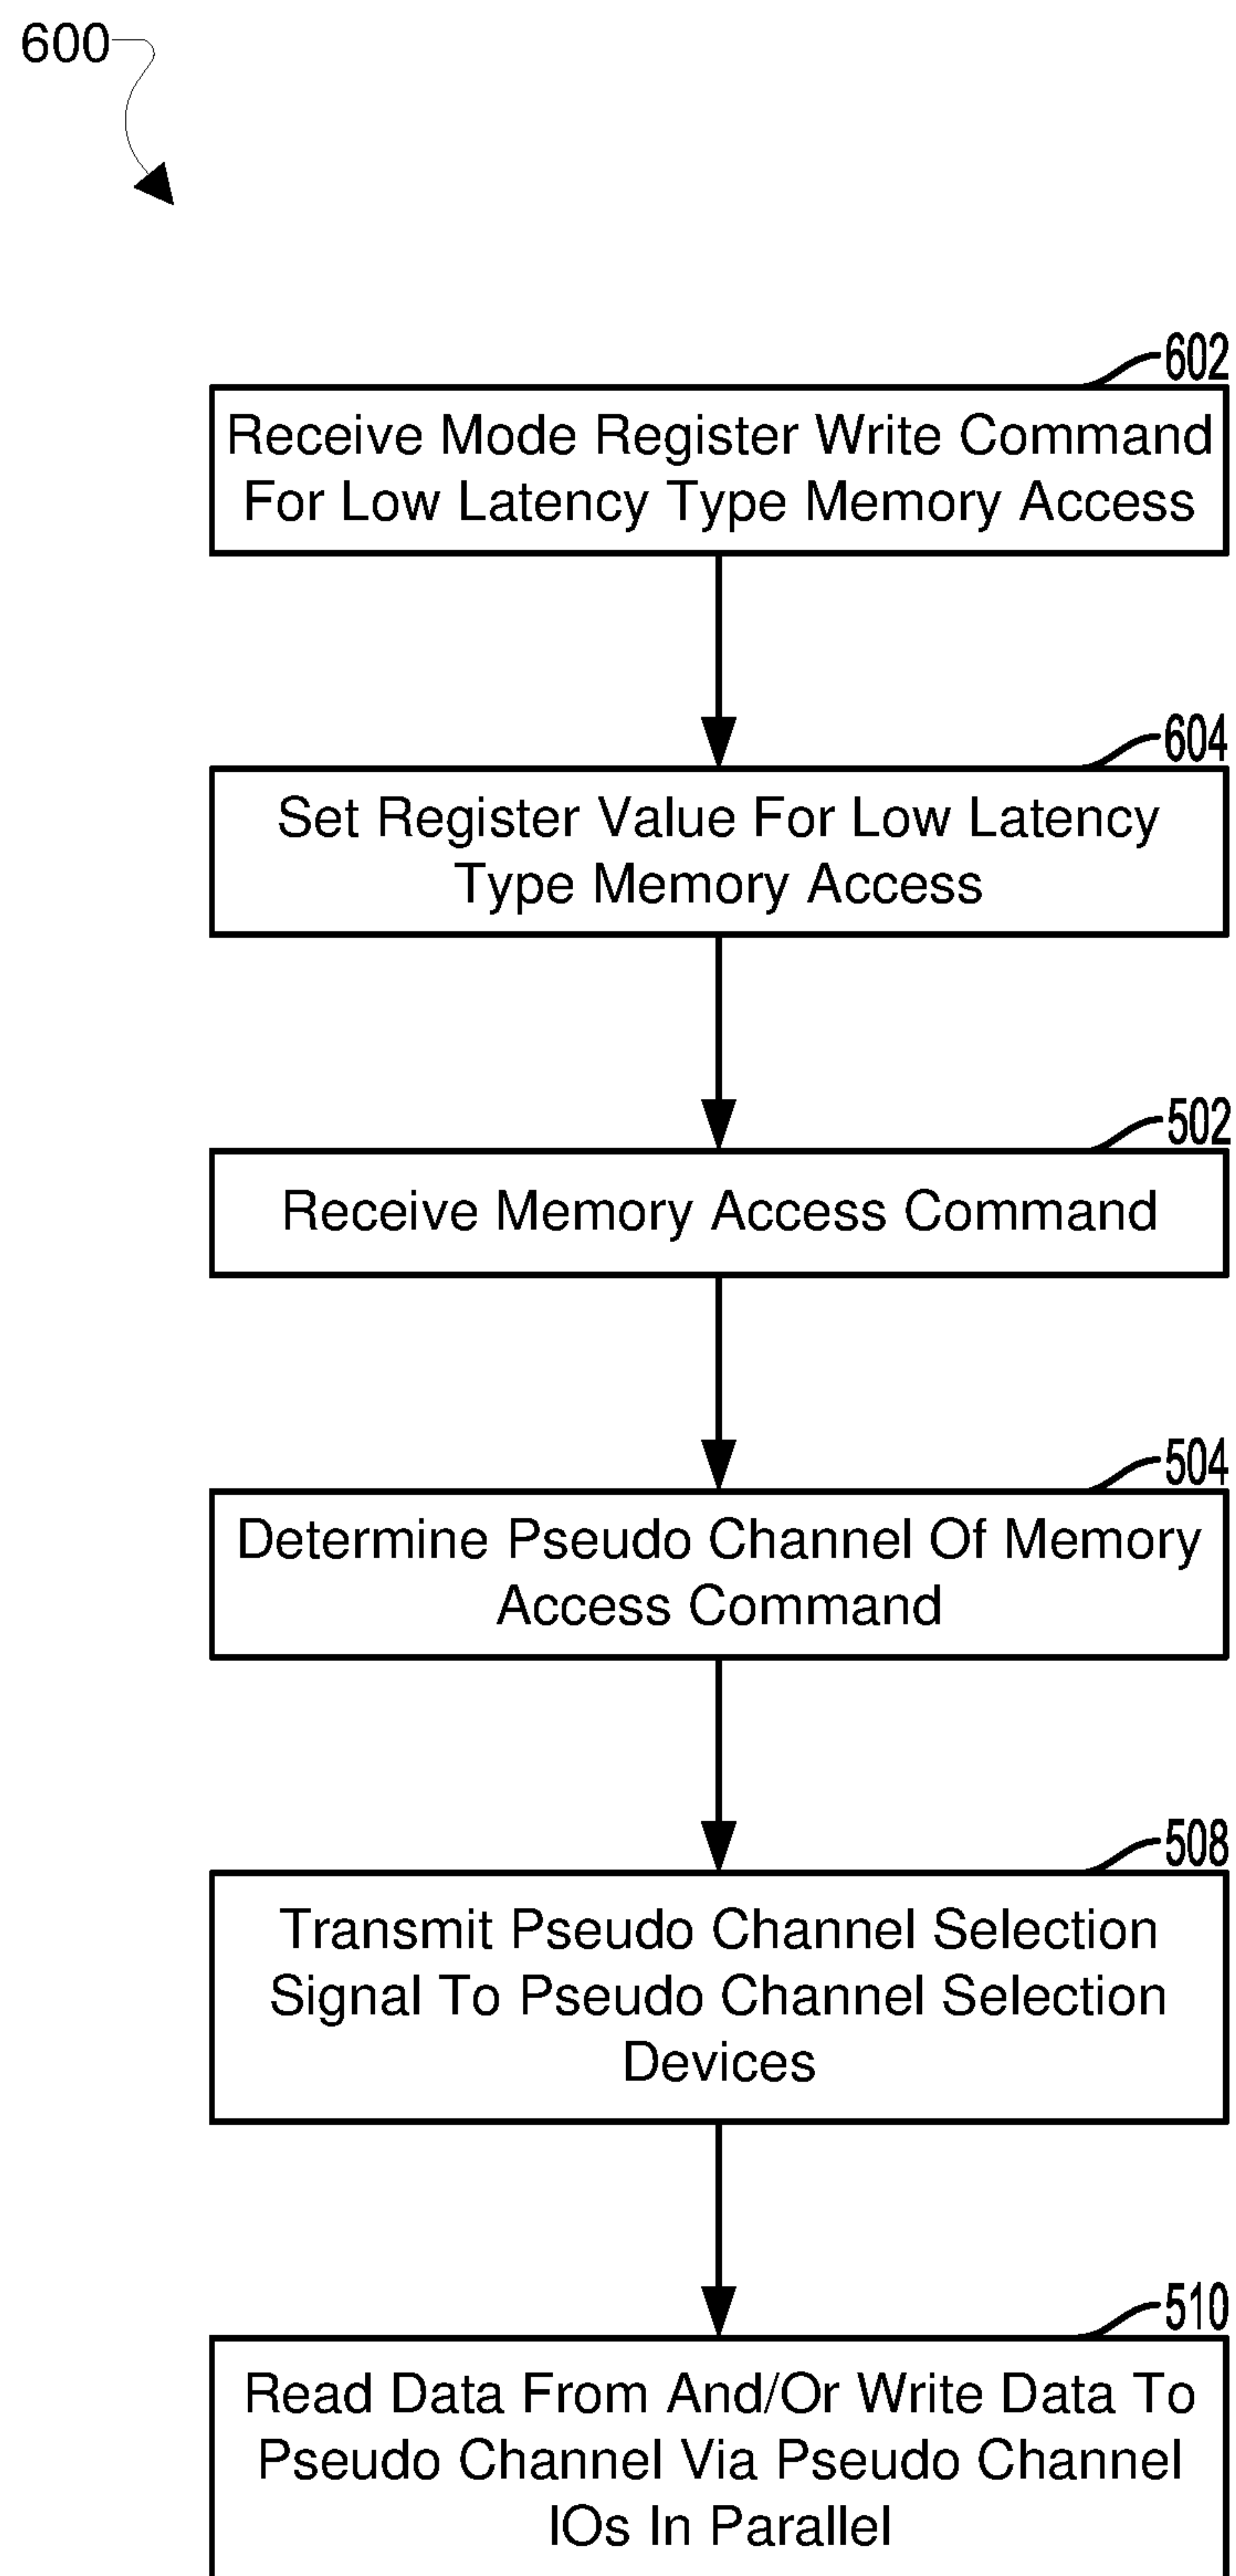 600
602
Receive Mode Register Write Command
For Low Latency Type Memory Access
604
Set Register Value For Low Latency
Type Memory Access
502
Receive Memory Access Command
504
Determine Pseudo Channel Of Memory
Access Command
508
Transmit Pseudo Channel Selection
Signal To Pseudo Channel Selection
Devices
510
Read Data From And/Or Write Data To
Pseudo Channel Via Pseudo Channel
IOs In Parallel